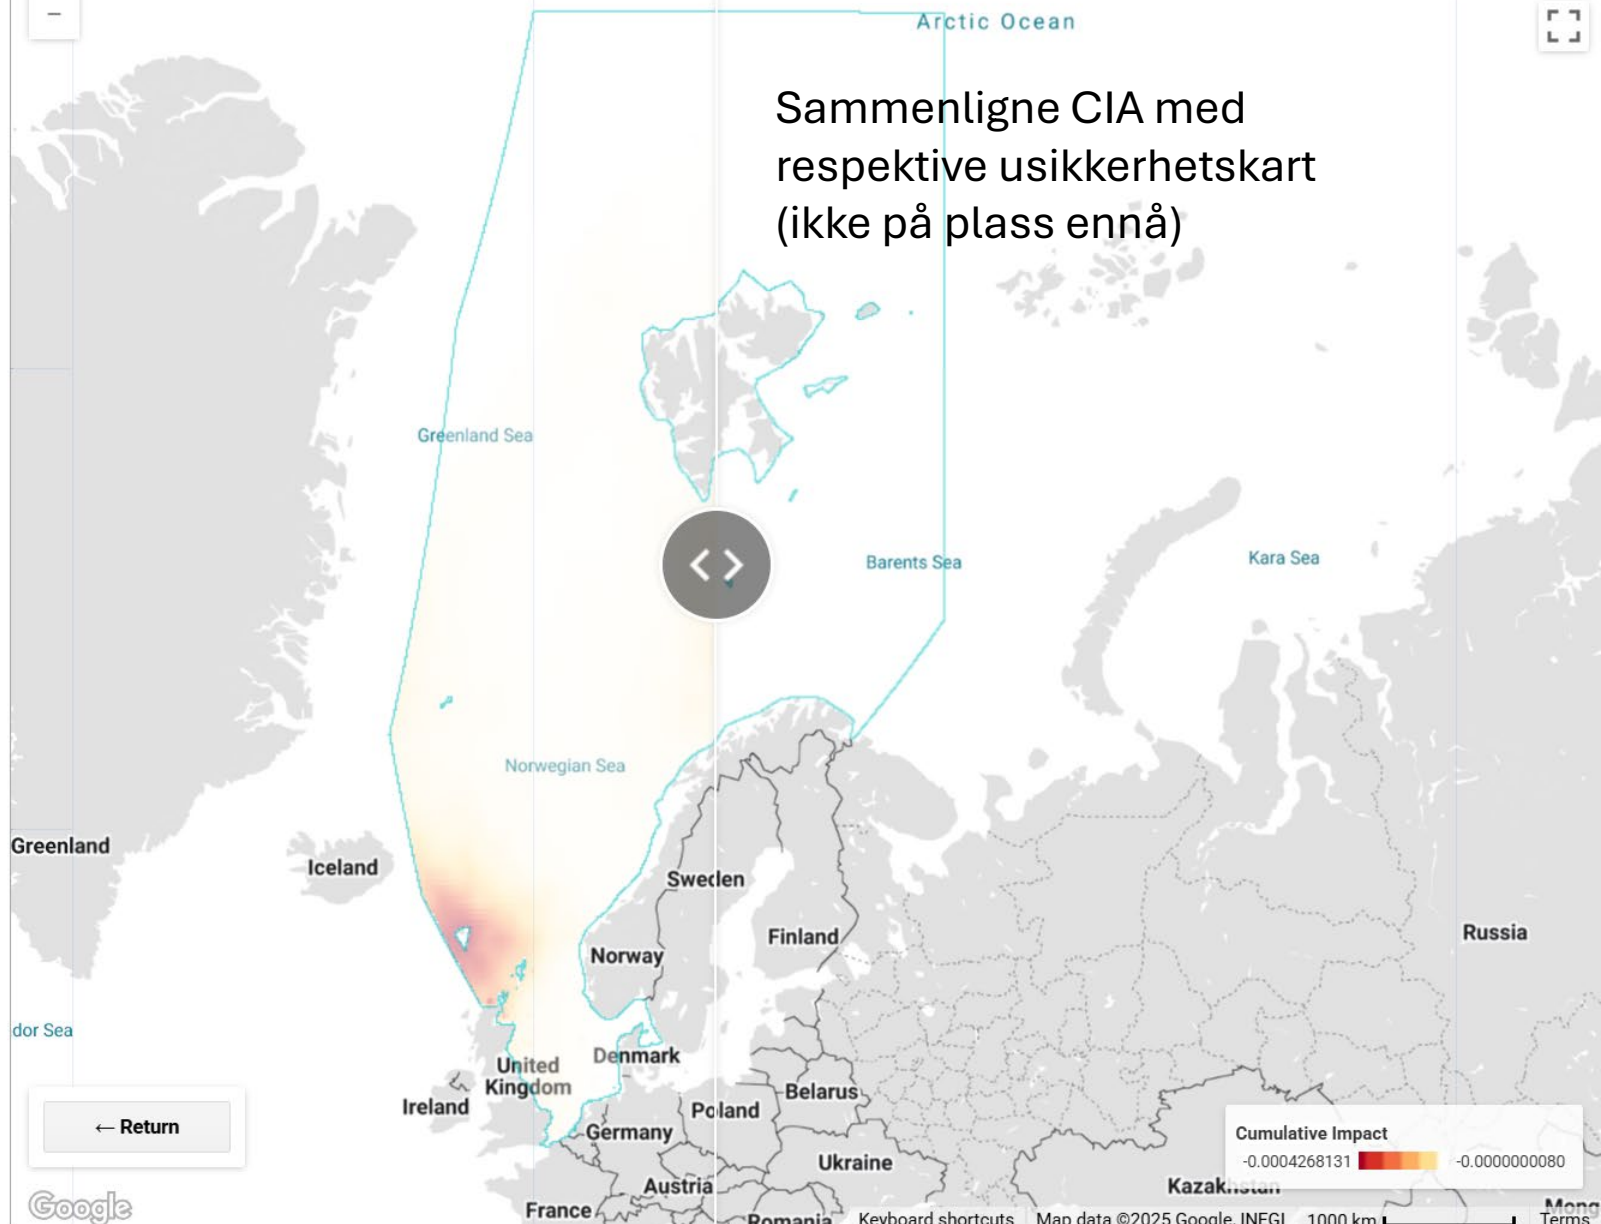 −
Arctic Ocean
Sammenligne CIA med
respektive usikkerhetskart
(ikke på plass ennå)
Greenland Sea
Barents Sea
Kara Sea
Norwegian Sea
Greenland
Iceland
Sweden
Finland
Russia
Norway
dor Sea
Denmark
United
Kingdom
Belarus
Ireland
Poland
← Return
Germany
Cumulative Impact
-0.0004268131 -0.0000000080
Ukraine
Austria
Kazakhstan
Google
France
Romania
Mong
Keyboard shortcuts Map data ©2025 Google, INEGI 1000 km Terms